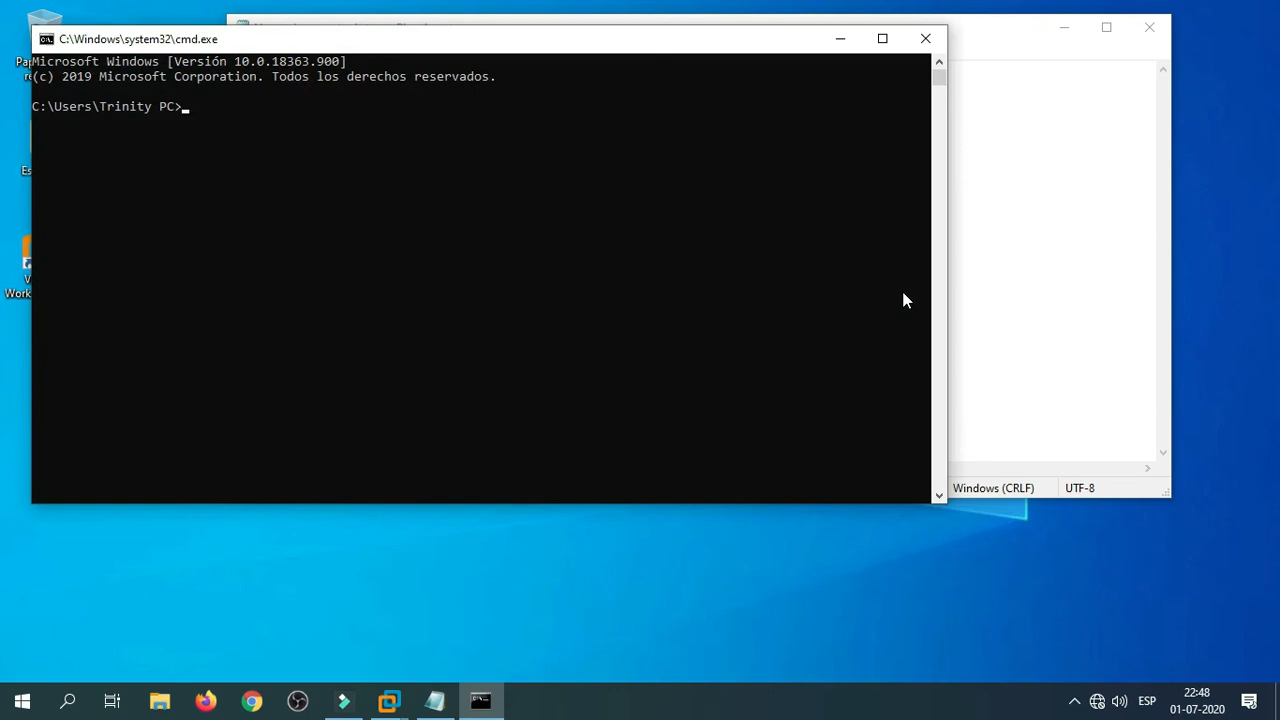 C:\Windows\system32\cmd.exe
Microsoft Windows [Versión 10.0.18363.900]
(c) 2019 Microsoft Corporation. Todos los derechos reservados.
C:\Users\Trinity PC>
Windows (CRLF)
UTF-8
ESP
22:48
01-07-2020